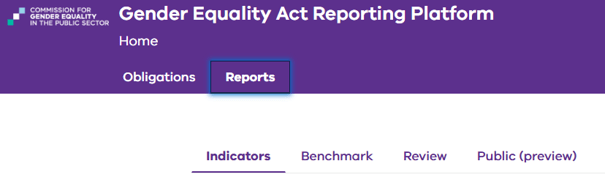 COMMISSION FOR
GENDER EQUALITY
IN THE PUBLIC SECTOR
Gender Equality Act Reporting Platform
Home
Obligations Reports
Indicators Benchmark Review Public (preview)